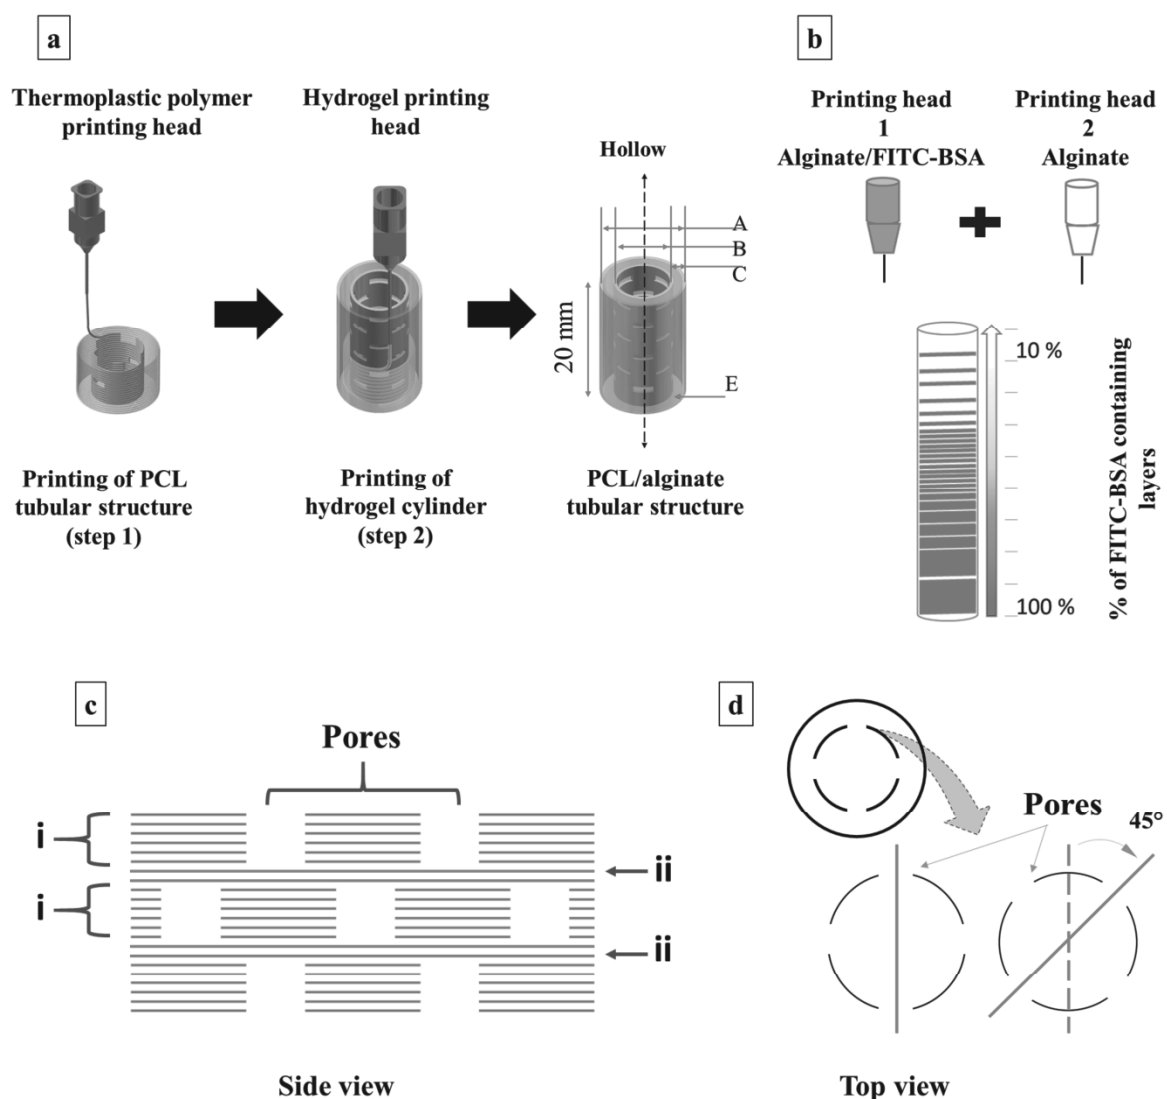 a
Thermoplastic polymer
printing head
Hydrogel printing
head
Hollow
A
B
C
20 mm
E
Printing of PCL
tubular structure
(step 1)
Printing of
hydrogel cylinder
(step 2)
PCL/alginate
tubular structure
b
Printing head
1
Alginate/FITC-BSA
Printing head
2
Alginate
10 %
100 %
% of FITC-BSA containing
layers
c
Pores
i
ii
i
ii
Side view
d
Pores
45°
Top view